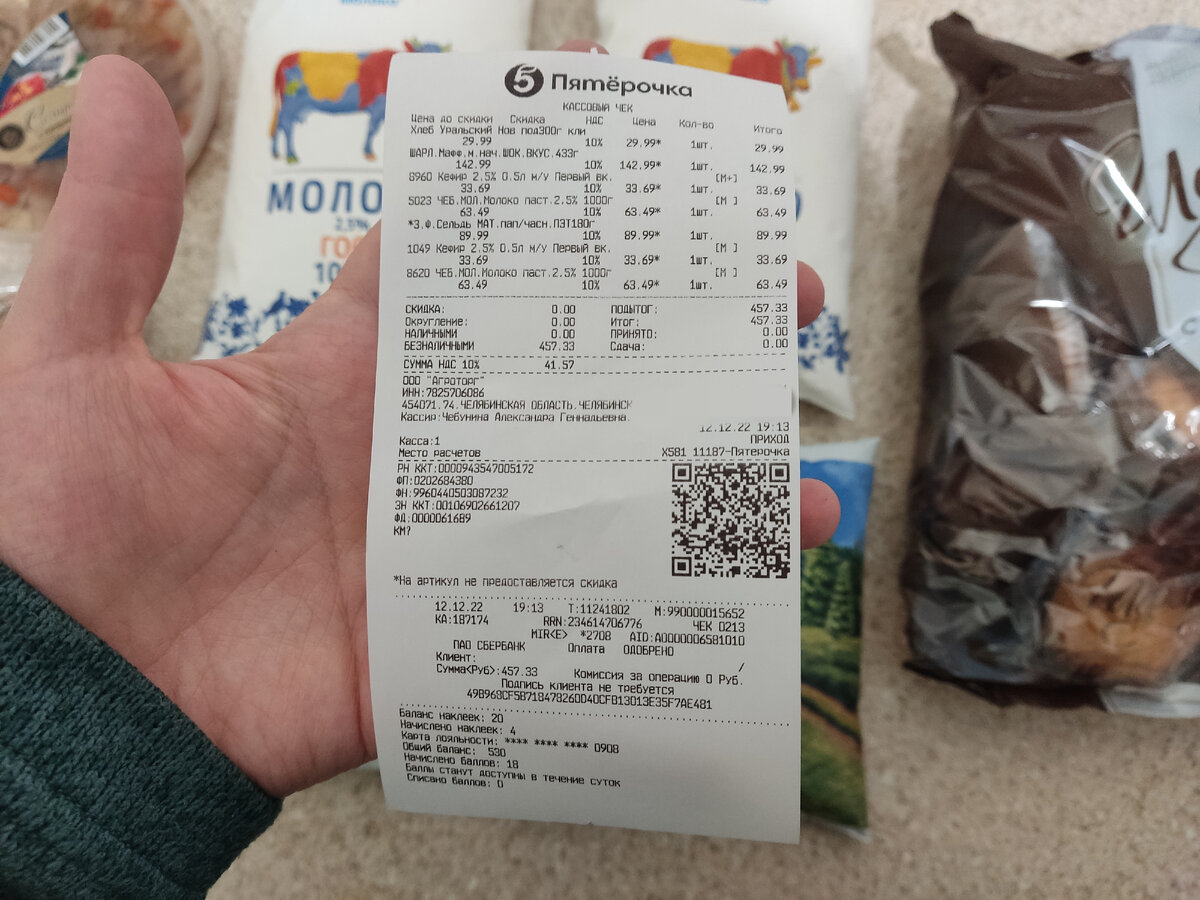 МОЛОКО
5 Пятёрочка
КАССОВЫЙ ЧЕК
Цена до скидки Скидка НДС Цена Кол-во Итого
Хлеб Уральский Нов под300г кли
29.99 10% 29.99* 1шт. 29.99
ШАРЛ.Мафф.м.нач.ШОК.ВКУС.433г
142.99 10% 142.99* 1шт. 142.99
8960 Кефир 2.5% 0.5л м/у Первый вк. [M+]
33.69 10% 33.69* 1шт. 33.69
5023 ЧЕБ.МОЛ.Молоко паст.2.5% 1000г [M ]
63.49 10% 63.49* 1шт. 63.49
*З.Ф.Сельдь МАТ.пап/часн.ПЭТ180г
89.99 10% 89.99* 1шт. 89.99
1049 Кефир 2.5% 0.5л м/у Первый вк. [M ]
33.69 10% 33.69* 1шт. 33.69
8620 ЧЕБ.МОЛ.Молоко паст.2.5% 1000г [M ]
63.49 10% 63.49* 1шт. 63.49
СКИДКА: 0.00 ПОДЫТОГ: 457.33
Округление: 0.00 Итог: 457.33
НАЛИЧНЫМИ 0.00 ПРИНЯТО: 0.00
БЕЗНАЛИЧНЫМИ 457.33 Сдача: 0.00
СУММА НДС 10% 41.57
ООО "Агроторг"
ИНН:7825706086
454071.74.ЧЕЛЯБИНСКАЯ ОБЛАСТЬ.ЧЕЛЯБИНСК
Кассир:Чебунина Александра Геннадьевна.
12.12.22 19:13
Касса:1 ПРИХОД
Место расчетов X581 11187-Пятерочка
РН ККТ:0000943547005172
ФП:0202684380
ФН:9960440503087232
ЗН ККТ:00106902661207
ФД:0000061689
КМ?
*На артикул не предоставляется скидка
12.12.22 19:13 Т:11241802 М:990000015652
КА:187174 RRN:234614706776 ЧЕК 0213
MIR<E> *2708 AID:A0000006581010
ПАО СБЕРБАНК Оплата ОДОБРЕНО
Клиент: /
Сумма<Руб>:457.33 Комиссия за операцию 0 Руб.
Подпись клиента не требуется
49B968CF5B71847826DD40CFB13013E35F7AE481
Баланс наклеек: 20
Начислено наклеек: 4
Карта лояльности: **** **** **** 0908
Общий баланс: 530
Начислено баллов: 18
Баллы станут доступны в течение суток
Списано баллов: 0
МОЛО
2,5%
ГО
10